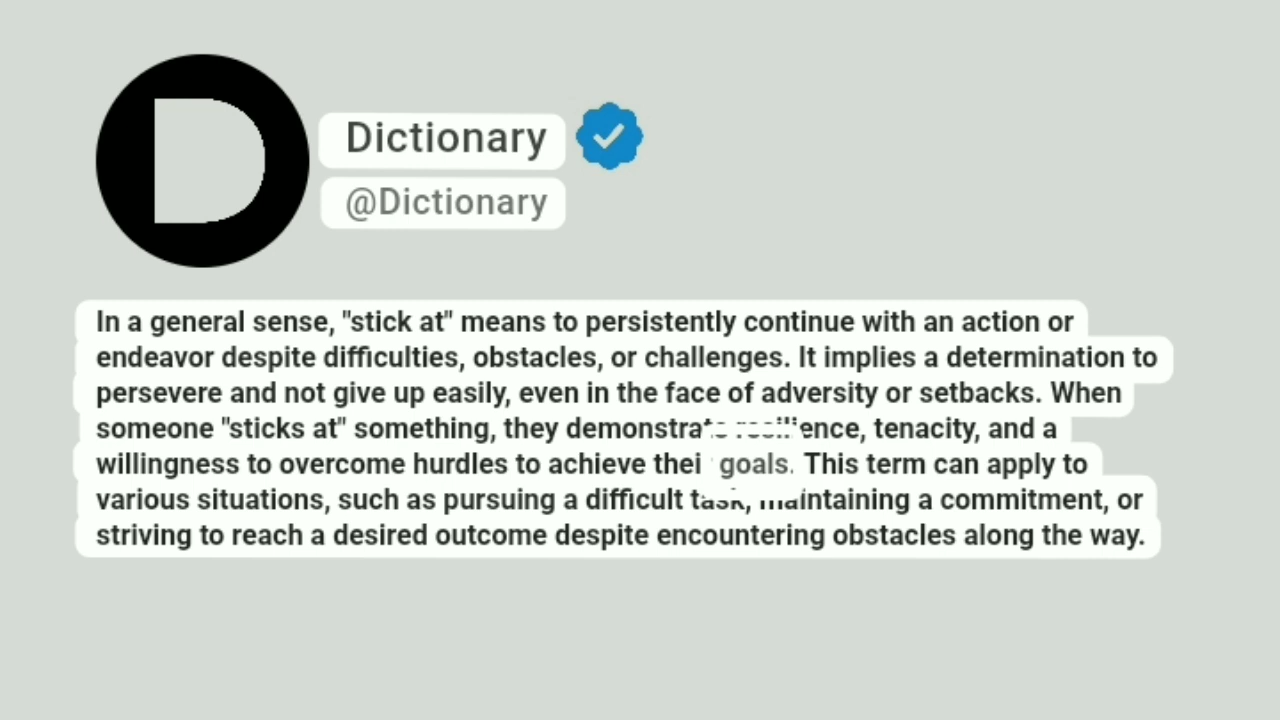 D
Dictionary
@Dictionary
In a general sense, "stick at" means to persistently continue with an action or
endeavor despite difficulties, obstacles, or challenges. It implies a determination to
persevere and not give up easily, even in the face of adversity or setbacks. When
someone "sticks at" something, they demonstrate resilience, tenacity, and a
willingness to overcome hurdles to achieve thei goals. This term can apply to
various situations, such as pursuing a difficult task, maintaining a commitment, or
striving to reach a desired outcome despite encountering obstacles along the way.